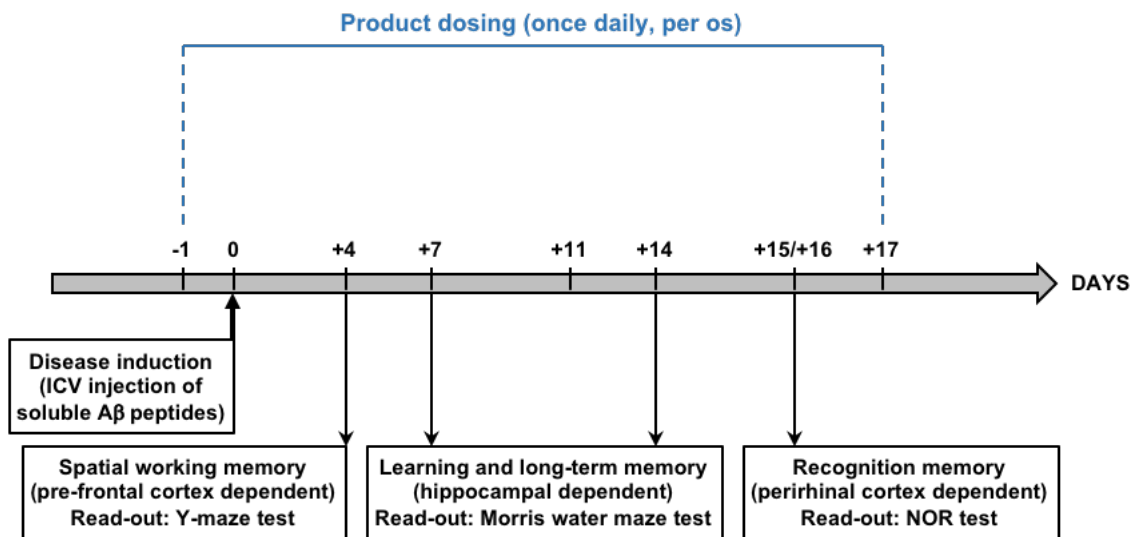 Product dosing (once daily, per os)
-1 0 +4 +7 +11 +14 +15/+16 +17
DAYS
Disease induction
(ICV injection of
soluble Aβ peptides)
Spatial working memory
(pre-frontal cortex dependent)
Read-out: Y-maze test
Learning and long-term memory
(hippocampal dependent)
Read-out: Morris water maze test
Recognition memory
(perirhinal cortex dependent)
Read-out: NOR test